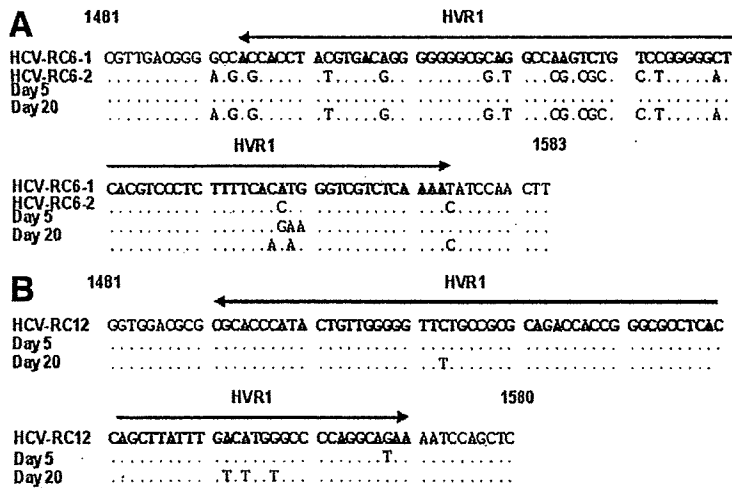 A
1481 HVR1
HCV-RC6-1 CGTTGACGGG GCCACCACCT ACGTGACAGG GGGGGCGCAG GCCAAGTCTG TCCGGGGGCT
HCV-RC6-2 ..........A.G.G.......T....G.........G.T....CG.CGC...C.T.....A.
Day 5
Day 20 ..........A.G.G.......T....G.........G.T....CG.CGC...C.T.....A.
HVR1 1583
HCV-RC6-1 CACGTCCCTC TTTTCACATG GGTCGTCTCA AAATATCCAA CTT
HCV-RC6-2 C C
Day 5 GAA
Day 20 A.A C
B
1481 HVR1
HCV-RC12 GGTGGACGCG CGCACCCATA CTGTTGGGGG TTCTGCCGCG CAGACCACCG GGCGCCTCAC
Day 5
Day 20 T
HVR1 1580
HCV-RC12 CAGCTTATTT GACATGGGCC CCAGGCAGAA AATCCAGCTC
Day 5 T
Day 20 T.T..T